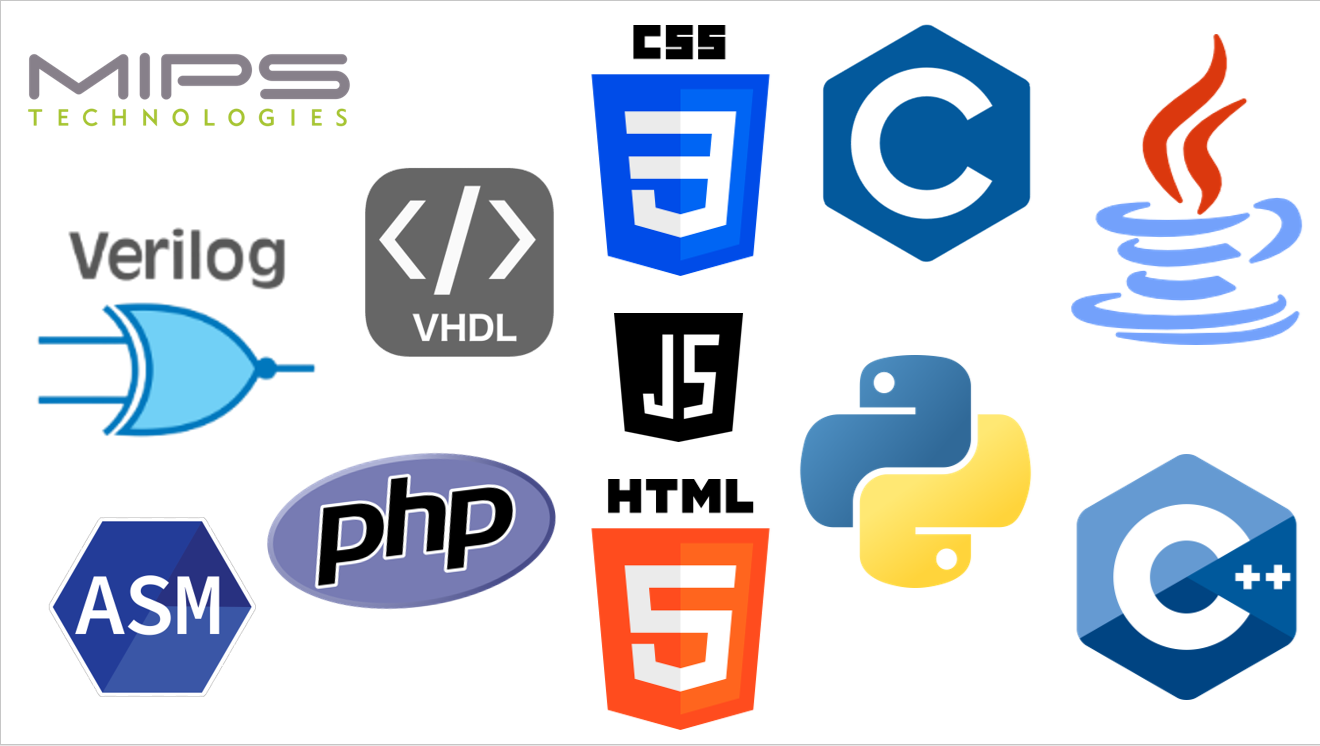 MIPS
TECHNOLOGIES
Verilog
</>
VHDL
php
ASM
CSS
3
JS
HTML
5
C
C
++